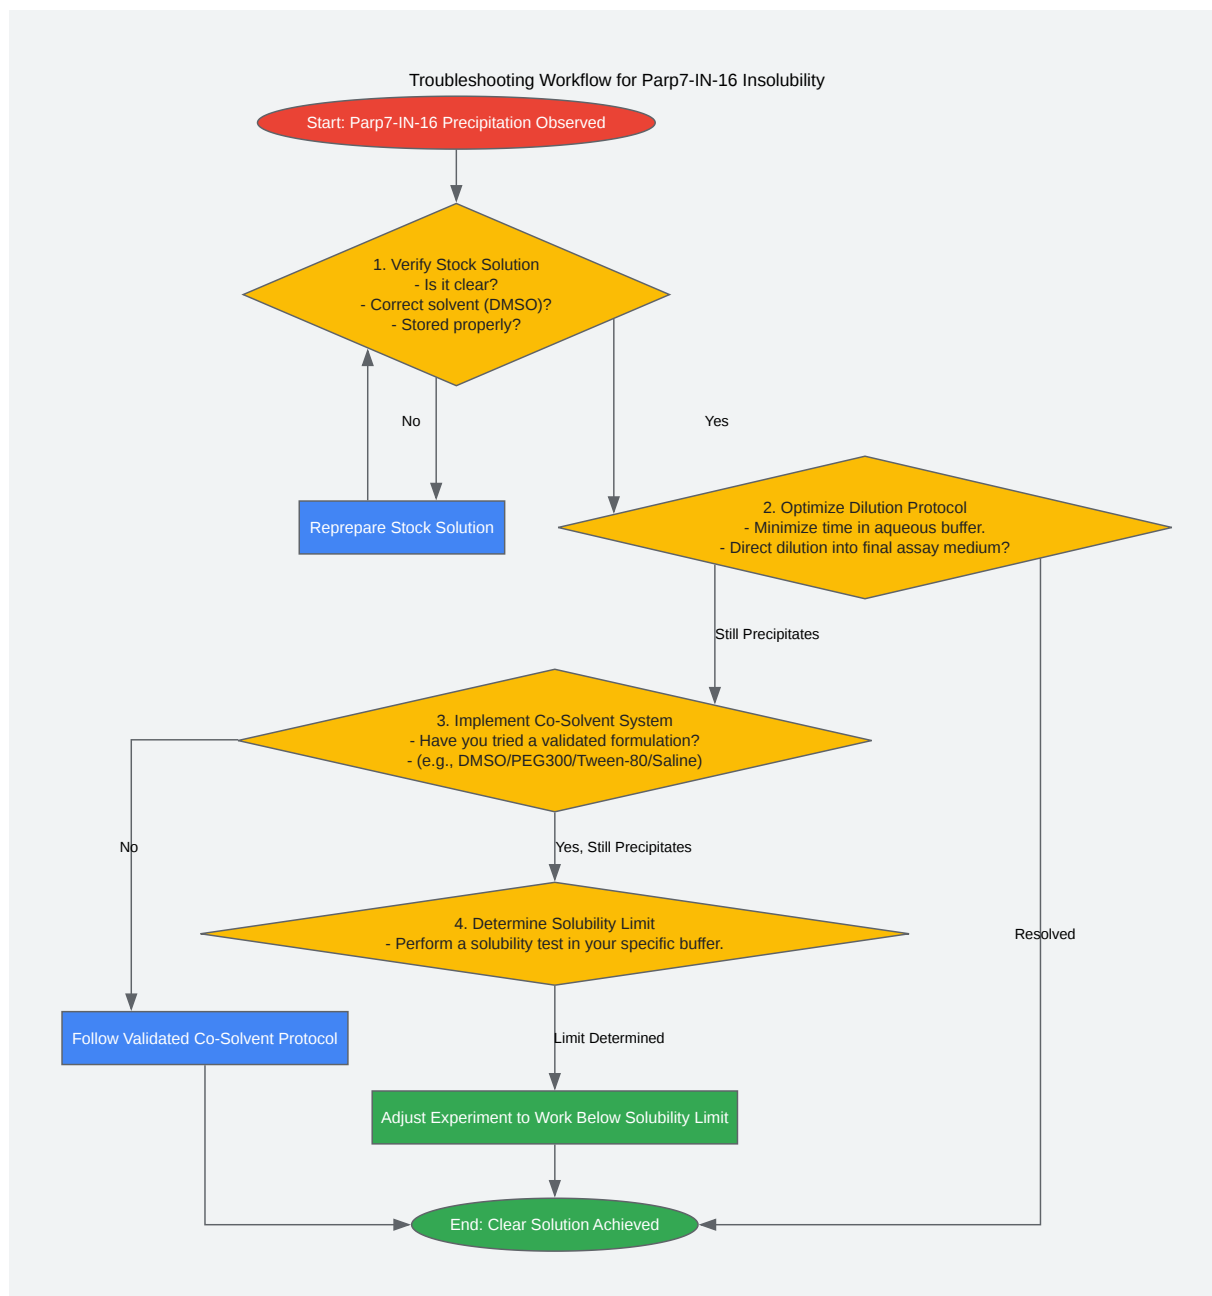 Troubleshooting Workflow for Parp7-IN-16 Insolubility
Start: Parp7-IN-16 Precipitation Observed
1. Verify Stock Solution
- Is it clear?
- Correct solvent (DMSO)?
- Stored properly?
No
Yes
Reprepare Stock Solution
2. Optimize Dilution Protocol
- Minimize time in aqueous buffer.
- Direct dilution into final assay medium?
Still Precipitates
3. Implement Co-Solvent System
- Have you tried a validated formulation?
- (e.g., DMSO/PEG300/Tween-80/Saline)
No
Yes, Still Precipitates
4. Determine Solubility Limit
- Perform a solubility test in your specific buffer.
Resolved
Follow Validated Co-Solvent Protocol
Limit Determined
Adjust Experiment to Work Below Solubility Limit
End: Clear Solution Achieved